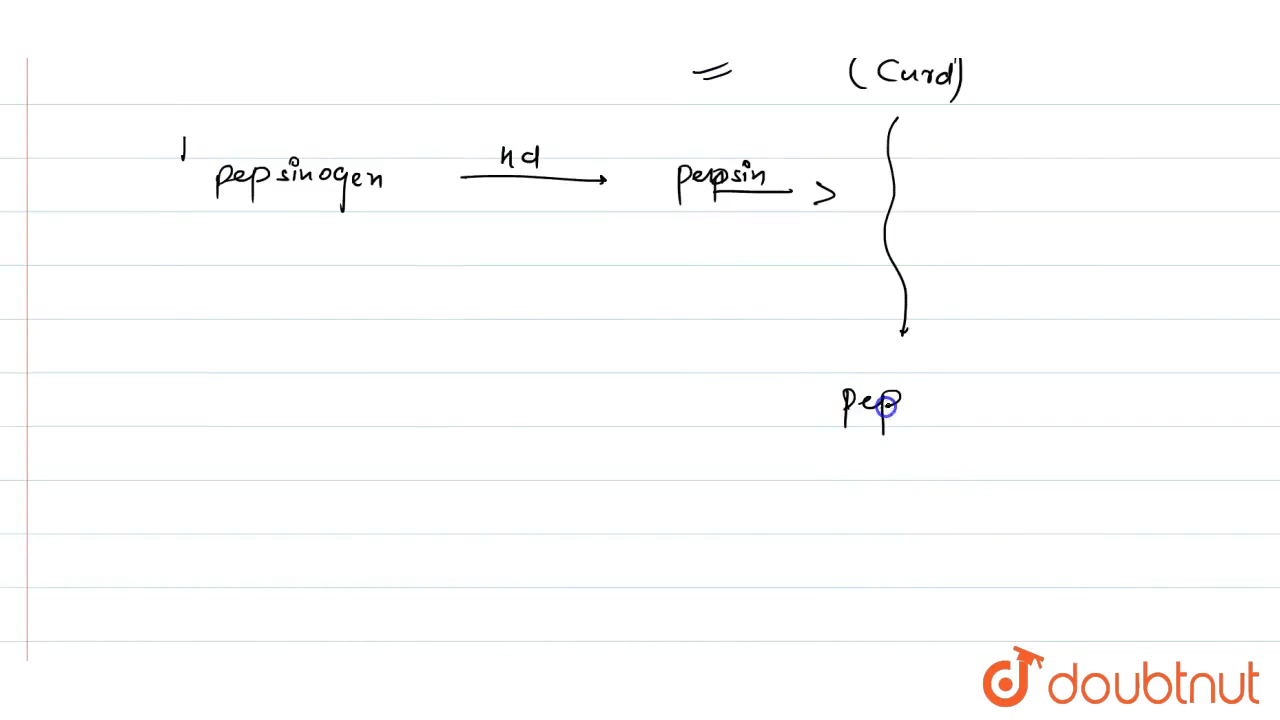 = (Curd)
pepsinogen Hcl → pepsin >
pep
doubtnut